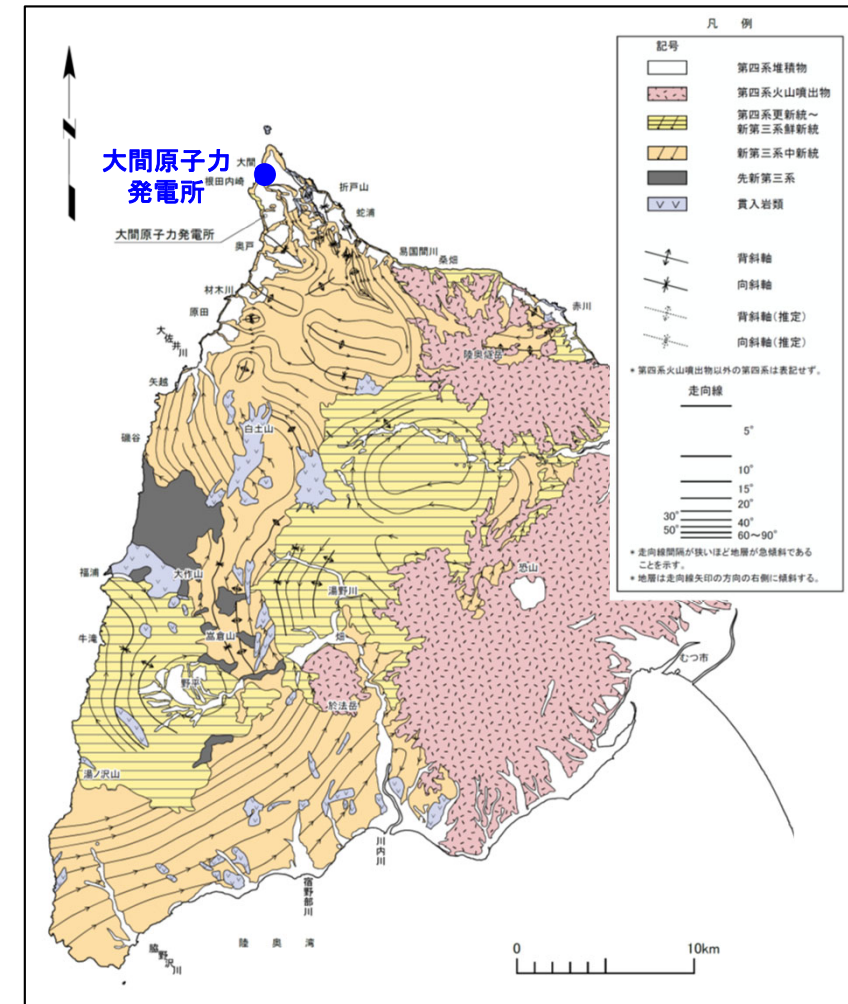 凡 例
記号
第四系堆積物
第四系火山噴出物
第四系更新統～
新第三系鮮新統
新第三系中新統
先新第三系
貫入岩類
背斜軸
向斜軸
背斜軸(推定)
向斜軸(推定)
* 第四系火山噴出物以外の第四系は表記せず。
走向線
5°
10°
15°
20°
30°
40°
50°
60～90°
* 走向線間隔が狭いほど地層が急傾斜である
ことを示す。
* 地層は走向線矢印の方向の右側に傾斜する。
N
大間原子力
発電所
大間
根田内崎
折戸山
蛇浦
大間原子力発電所
奥戸
易国間川
桑畑
材木川
赤川
原田
大佐井川
陸奥燧岳
矢越
磯谷
白土山
恐山
福浦
大作山
湯野川
牛滝
冨倉山
畑
むつ市
野平
於法岳
湯ノ沢山
川内川
宿野部川
陸奥湾
脇野沢川
0
10km